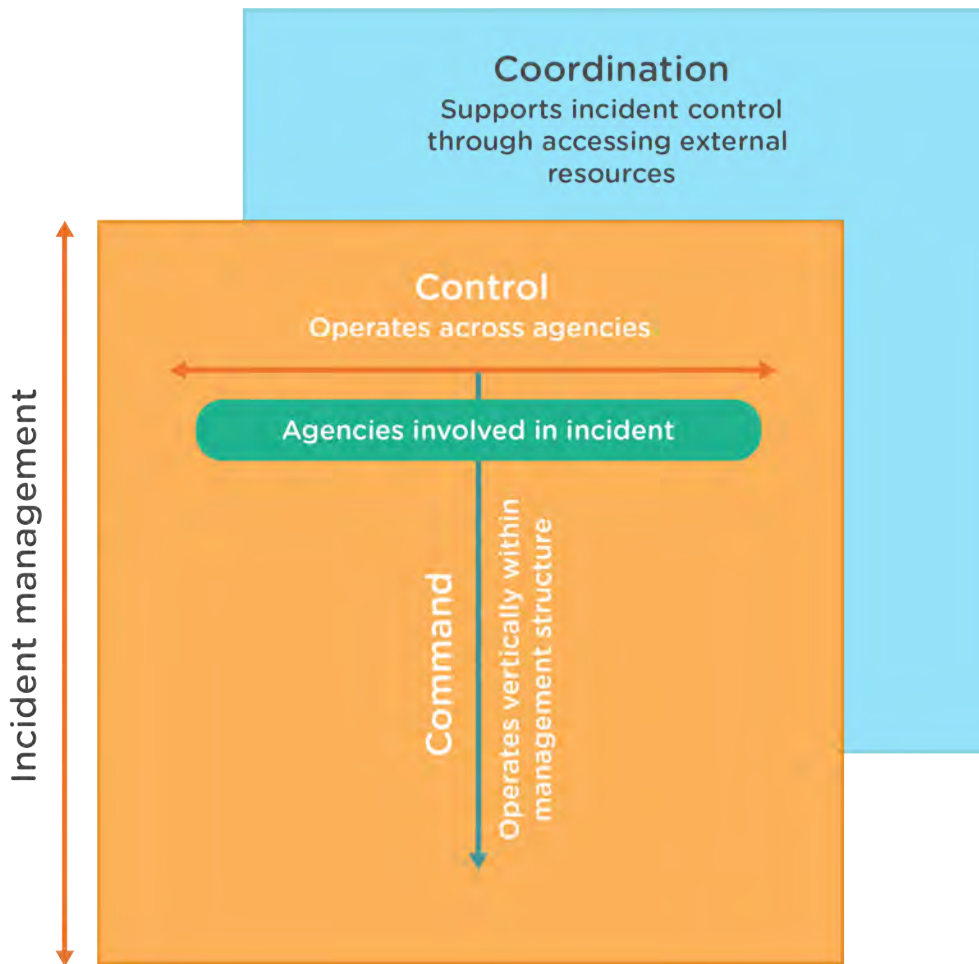 Coordination
Supports incident control
through accessing external
resources
Control
Operates across agencies
Agencies involved in incident
Command
Operates vertically within
management structure
Incident management